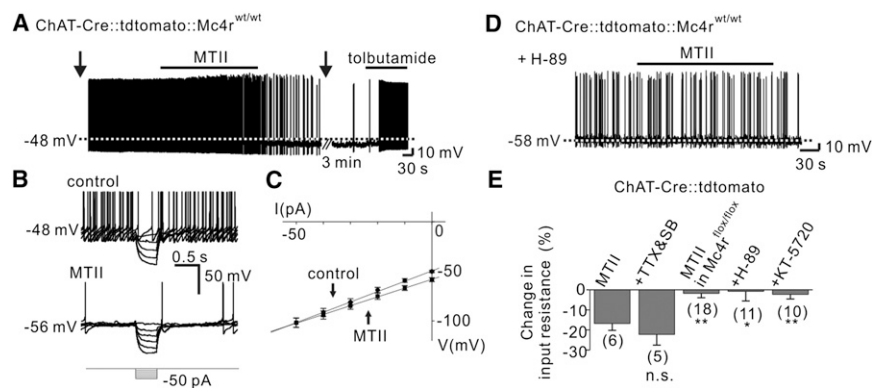 A ChAT-Cre::tdtomato::Mc4r^wt/wt
MTII
tolbutamide
-48 mV
3 min
10 mV
30 s
B control
-48 mV
0.5 s
50 mV
MTII
-56 mV
-50 pA
C
I(pA)
-50
0
control
-50
MTII
-100
V(mV)
D ChAT-Cre::tdtomato::Mc4r^wt/wt
+ H-89
MTII
-58 mV
10 mV
30 s
E
ChAT-Cre::tdtomato
MTII
+TTX&SB
MTII
in Mc4r^flox/flox
+H-89
+KT-5720
Change in
input resistance (%)
0
-10
-20
-30
(6)
(5)
n.s.
(18)
**
(11)
*
(10)
**